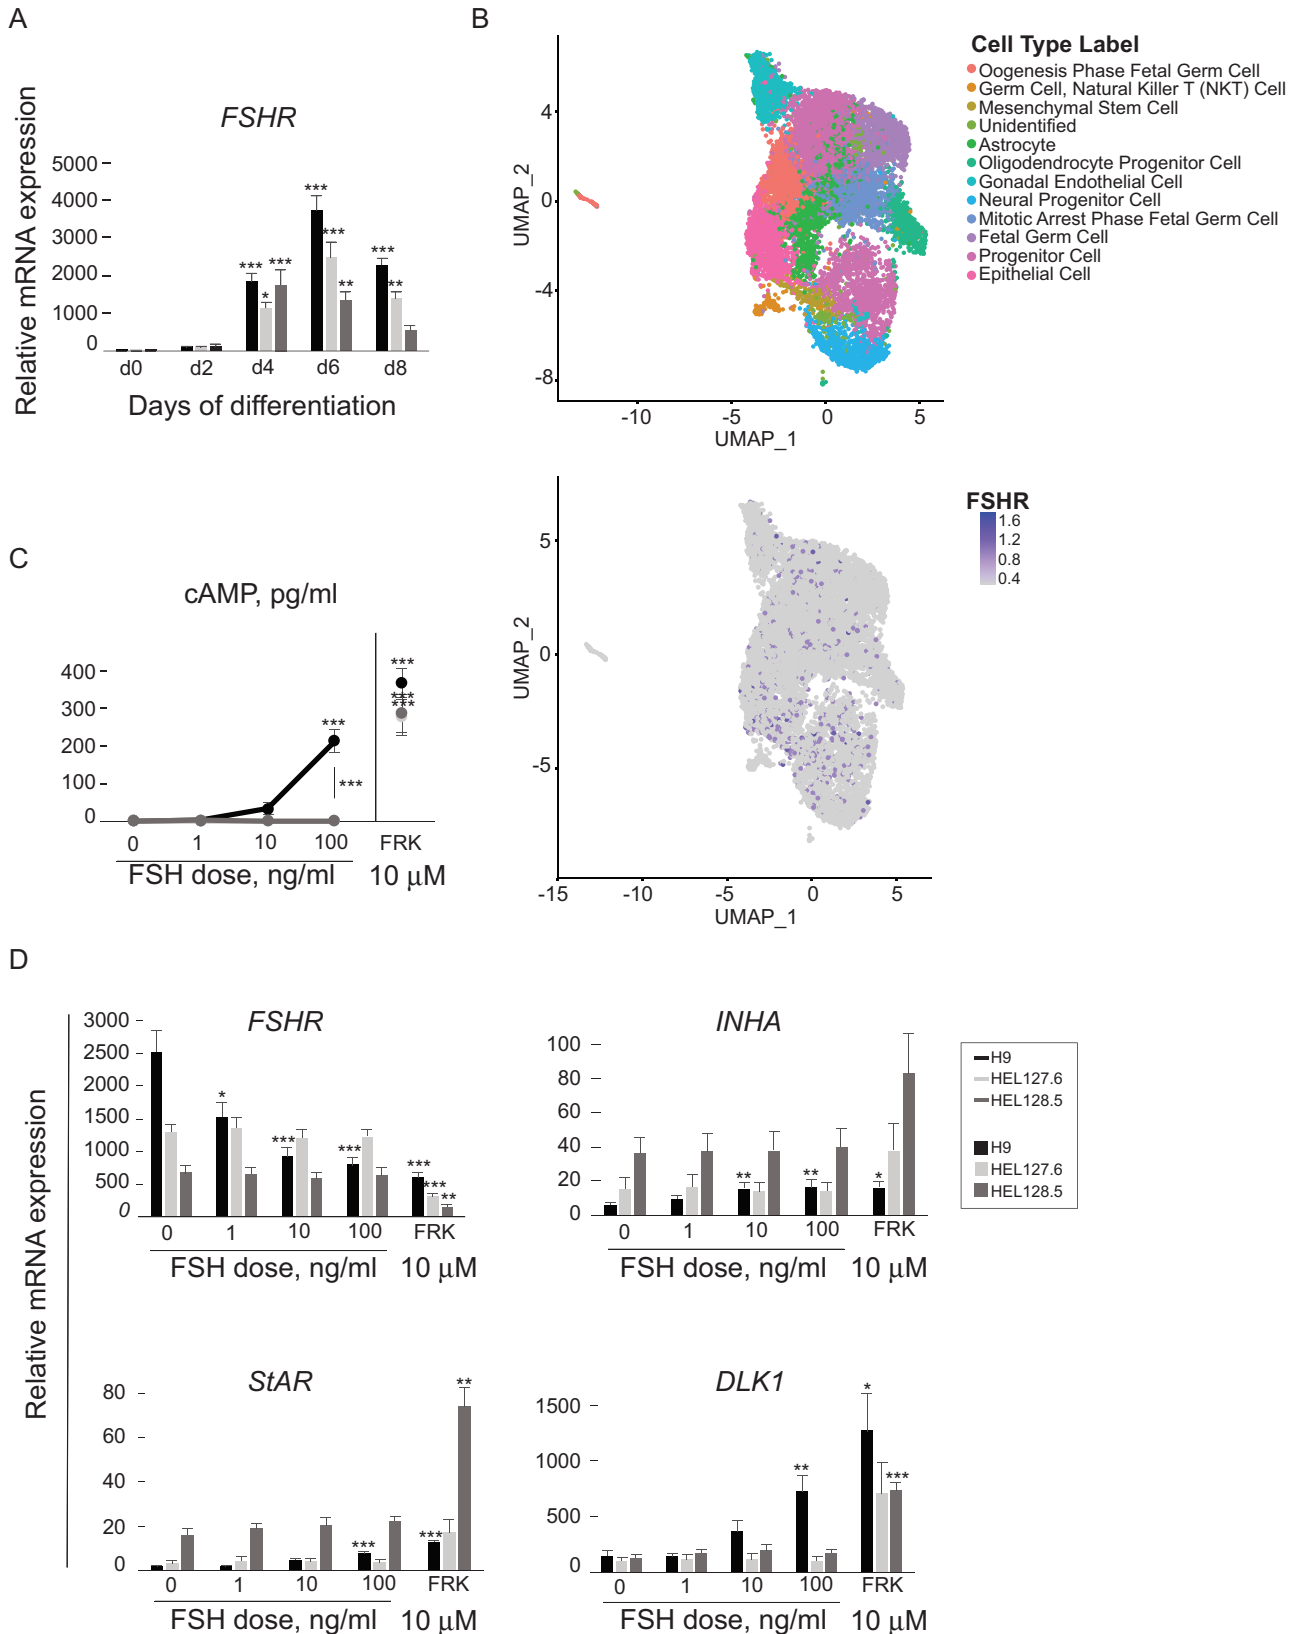 A
FSHR
Relative mRNA expression
5000
4000
3000
2000
1000
0
***
*
***
***
***
**
***
**
d0 d2 d4 d6 d8
Days of differentiation
B
4
0
-4
-8
UMAP_2
-10 -5 0 5
UMAP_1
Cell Type Label
Oogenesis Phase Fetal Germ Cell
Germ Cell, Natural Killer T (NKT) Cell
Mesenchymal Stem Cell
Unidentified
Astrocyte
Oligodendrocyte Progenitor Cell
Gonadal Endothelial Cell
Neural Progenitor Cell
Mitotic Arrest Phase Fetal Germ Cell
Fetal Germ Cell
Progenitor Cell
Epithelial Cell
5
0
-5
UMAP_2
-15 -10 -5 0 5
UMAP_1
FSHR
1.6
1.2
0.8
0.4
C
cAMP, pg/ml
400
300
200
100
0
***
***
***
***
***
0 1 10 100 FRK
FSH dose, ng/ml 10 μM
D
Relative mRNA expression
FSHR
3000
2500
2000
1500
1000
500
0
*
***
***
***
***
**
0 1 10 100 FRK
FSH dose, ng/ml 10 μM
INHA
100
80
60
40
20
0
**
**
*
0 1 10 100 FRK
FSH dose, ng/ml 10 μM
H9
HEL127.6
HEL128.5
H9
HEL127.6
HEL128.5
StAR
80
60
40
20
0
***
***
**
0 1 10 100 FRK
FSH dose, ng/ml 10 μM
DLK1
1500
1000
500
0
**
*
***
0 1 10 100 FRK
FSH dose, ng/ml 10 μM